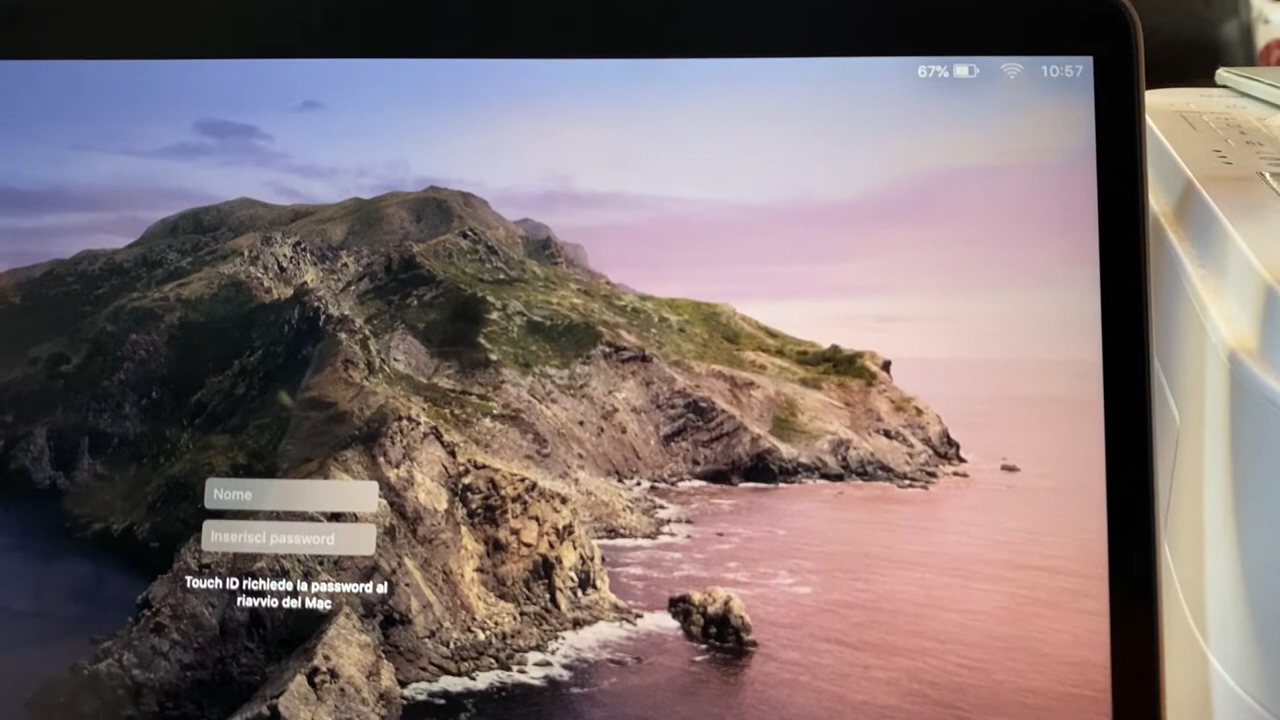 67% 10:57
Nome
Inserisci password
Touch ID richiede la password al
riavvio del Mac